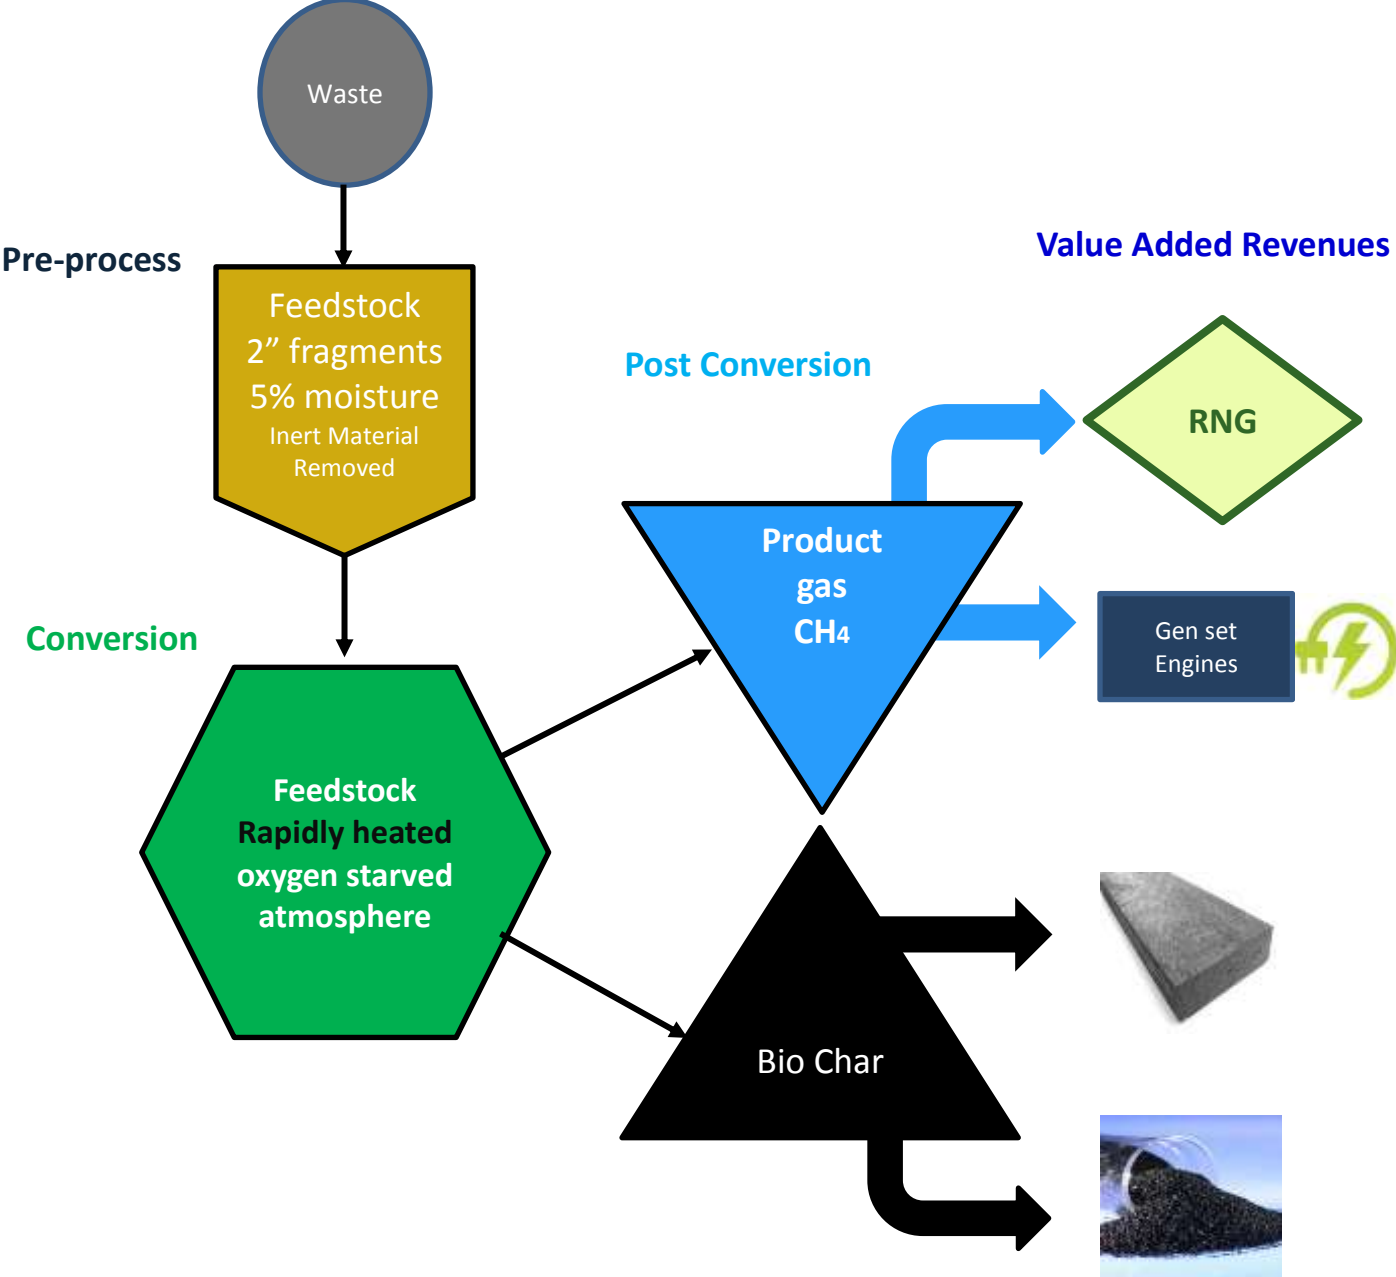 Waste
Pre-process
Feedstock
2” fragments
5% moisture
Inert Material
Removed
Conversion
Feedstock
Rapidly heated
oxygen starved
atmosphere
Post Conversion
Product
gas
CH4
Bio Char
Value Added Revenues
RNG
Gen set
Engines